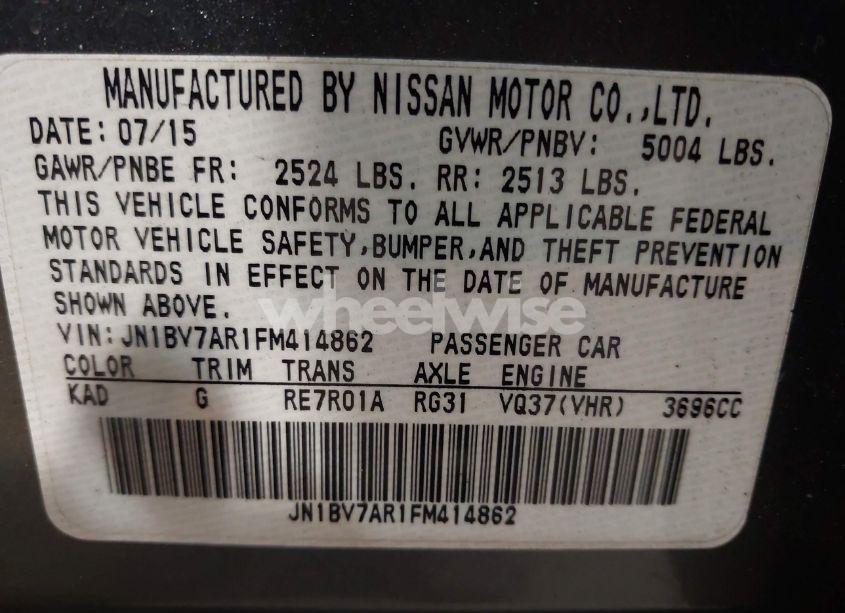 MANUFACTURED BY NISSAN MOTOR CO.,LTD.
DATE: 07/15 GVWR/PNBV: 5004 LBS.
GAWR/PNBE FR: 2524 LBS. RR: 2513 LBS.
THIS VEHICLE CONFORMS TO ALL APPLICABLE FEDERAL
MOTOR VEHICLE SAFETY,BUMPER,AND THEFT PREVENTION
STANDARDS IN EFFECT ON THE DATE OF MANUFACTURE
SHOWN ABOVE.
wheelwise
VIN: JN1BV7AR1FM414862 PASSENGER CAR
COLOR TRIM TRANS AXLE ENGINE
KAD G RE7R01A RG31 VQ37(VHR) 3696CC
JN1BV7AR1FM414862